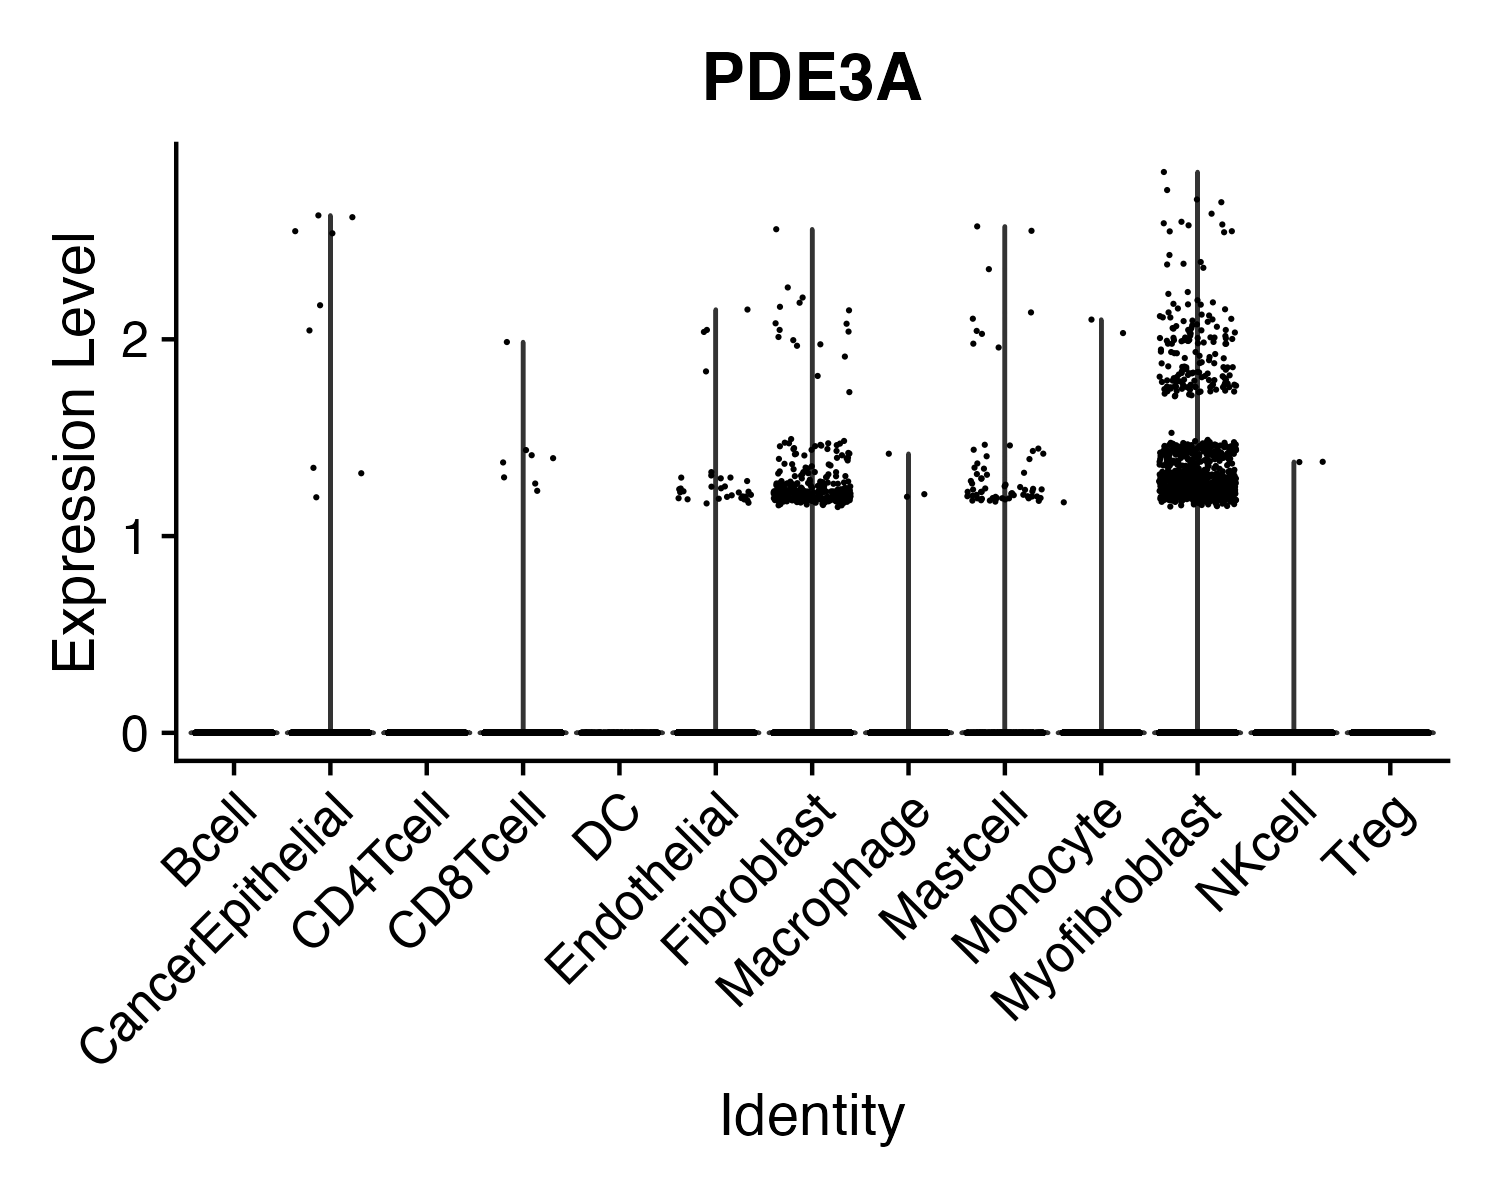 PDE3A
Expression Level
2
1
0
Bcell
CancerEpithelial
CD4Tcell
CD8Tcell
DC
Endothelial
Fibroblast
Macrophage
Mastcell
Monocyte
Myofibroblast
NKcell
Treg
Identity